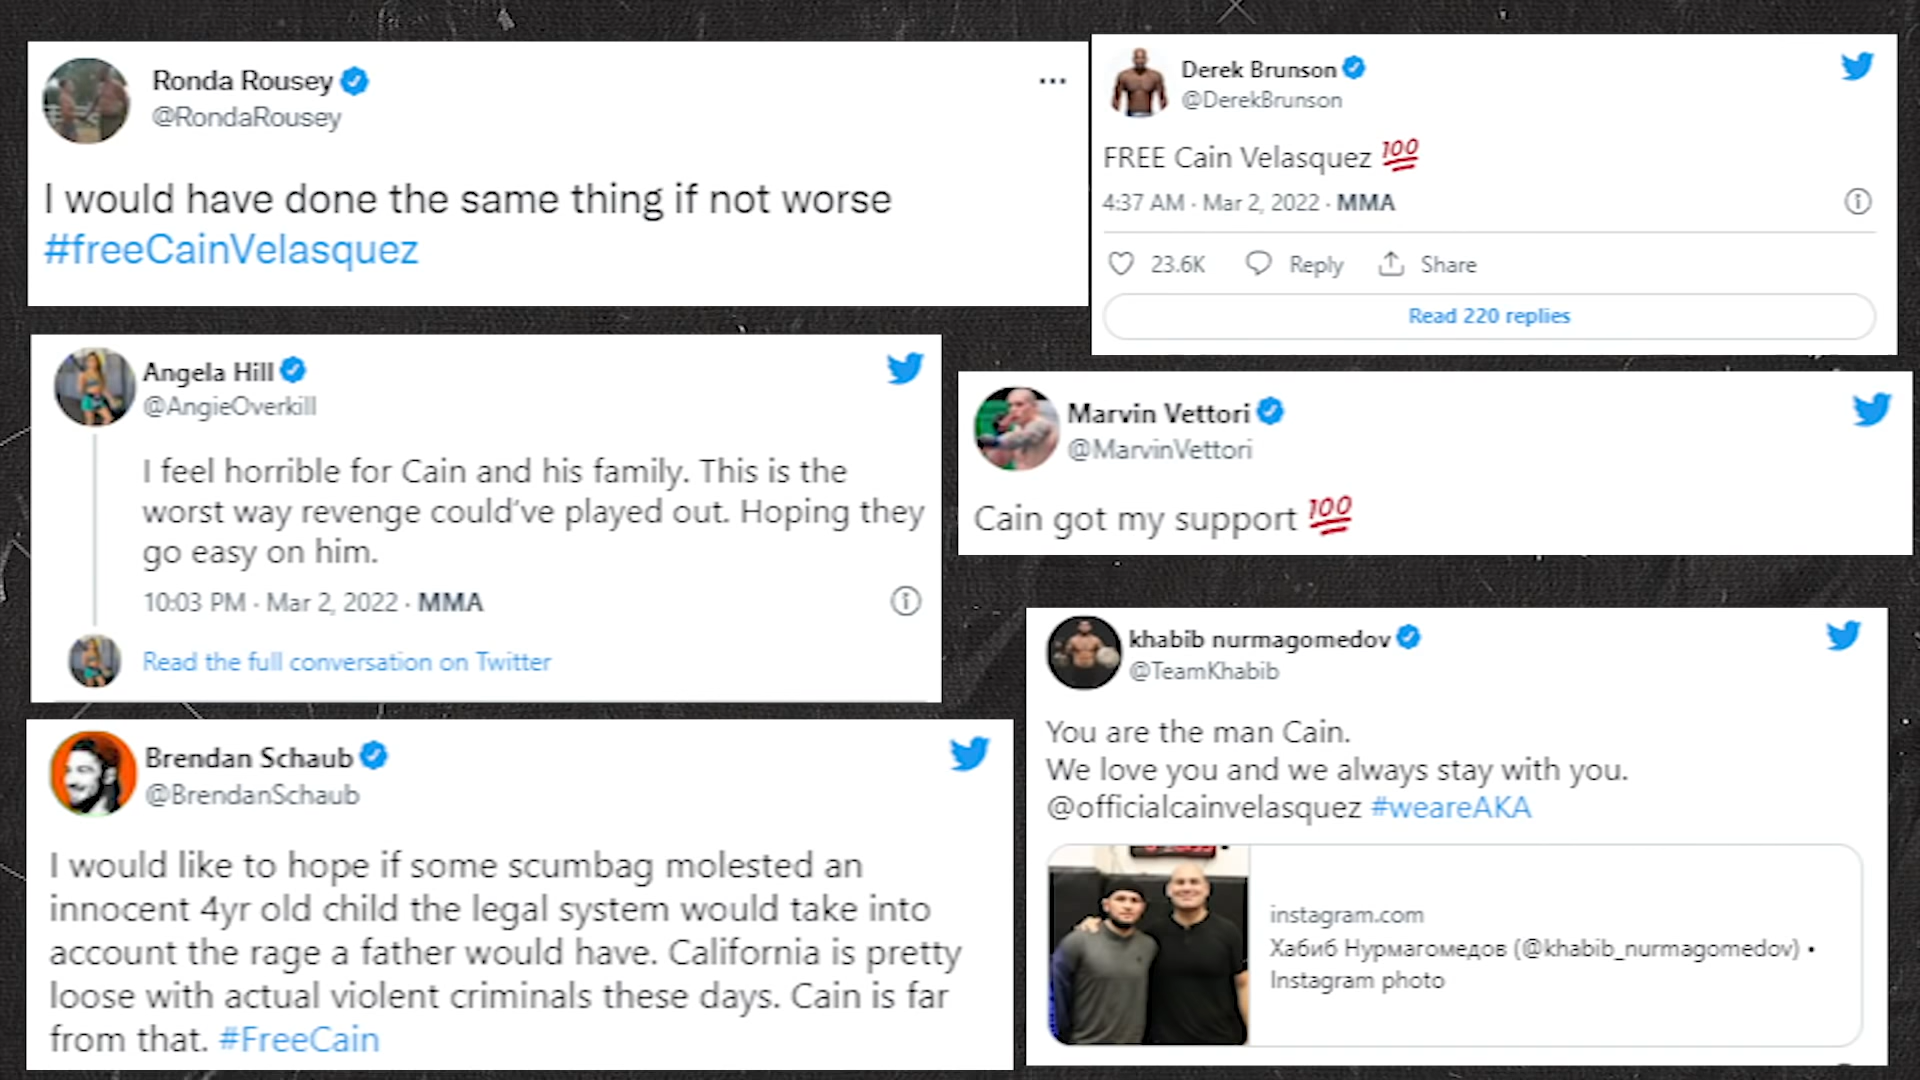 Ronda Rousey
@RondaRousey
I would have done the same thing if not worse
#freeCainVelasquez
Derek Brunson
@DerekBrunson
FREE Cain Velasquez 💯
4:37 AM · Mar 2, 2022 · MMA
23.6K Reply Share
Read 220 replies
Angela Hill
@AngieOverkill
I feel horrible for Cain and his family. This is the
worst way revenge could've played out. Hoping they
go easy on him.
10:03 PM · Mar 2, 2022 · MMA
Read the full conversation on Twitter
Marvin Vettori
@MarvinVettori
Cain got my support 💯
Brendan Schaub
@BrendanSchaub
I would like to hope if some scumbag molested an
innocent 4yr old child the legal system would take into
account the rage a father would have. California is pretty
loose with actual violent criminals these days. Cain is far
from that. #FreeCain
khabib nurmagomedov
@TeamKhabib
You are the man Cain.
We love you and we always stay with you.
@officialcainvelasquez #weareAKA
instagram.com
Хабиб Нурмагомедов (@khabib_nurmagomedov) •
Instagram photo